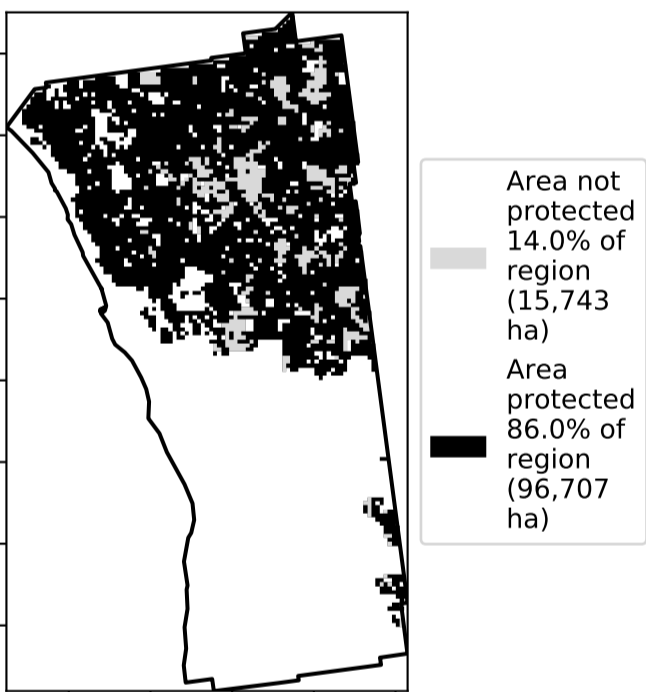 Area not
protected
14.0% of
region
(15,743
ha)
Area
protected
86.0% of
region
(96,707
ha)